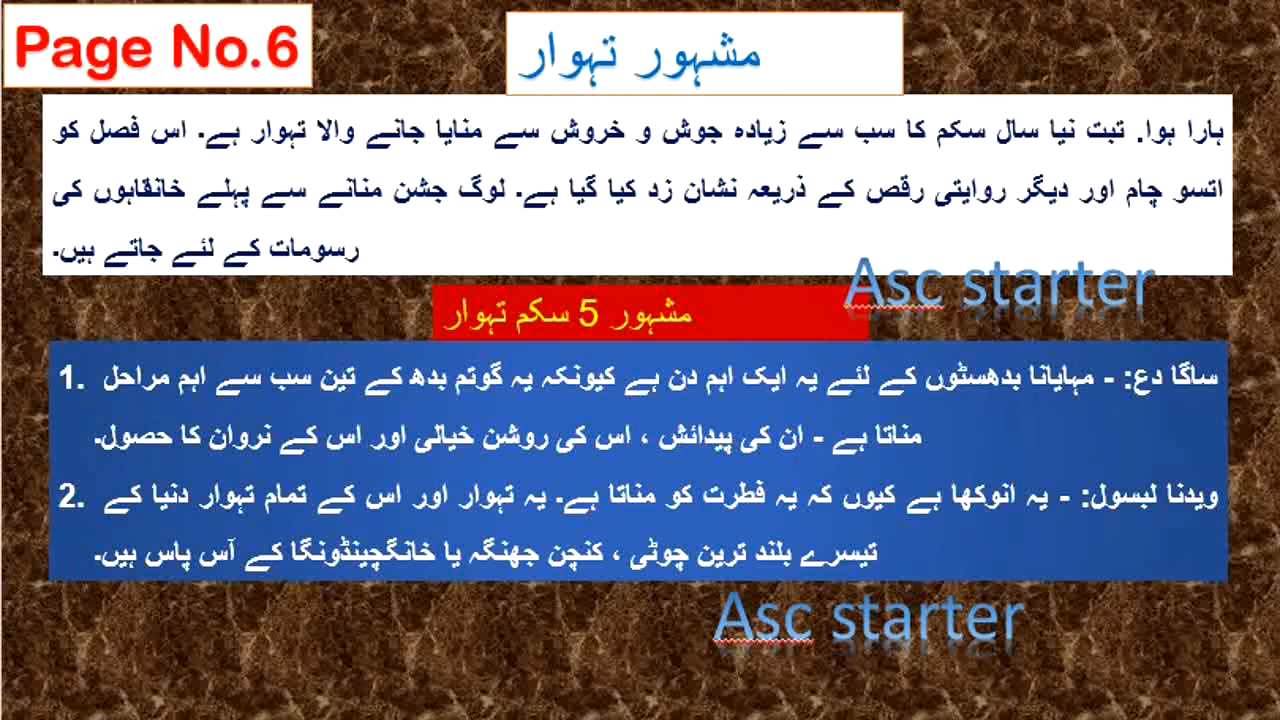 Page No.6
مشہور تہوار
ہارا ہوا. تبت نیا سال سکم کا سب سے زیادہ جوش و خروش سے منایا جانے والا تہوار ہے۔ اس فصل کو
اتسو چام اور دیگر روایتی رقص کے ذریعہ نشان زد کیا گیا ہے۔ لوگ جشن منانے سے پہلے خانقاہوں کی
رسومات کے لئے جاتے ہیں۔
Asc starter
مشہور 5 سکم تہوار
1. ساگا دع: - مہایانا بدھسٹوں کے لئے یہ ایک اہم دن ہے کیونکہ یہ گوتم بدھ کے تین سب سے اہم مراحل
مناتا ہے - ان کی پیدائش ، اس کی روشن خیالی اور اس کے نروان کا حصول۔
2. ویدنا لبسول: - یہ انوکھا ہے کیوں کہ یہ فطرت کو مناتا ہے۔ یہ تہوار اور اس کے تمام تہوار دنیا کے
تیسرے بلند ترین چوٹی ، کنچن جھنگہ یا خانگچینڈونگا کے آس پاس ہیں۔
Asc starter